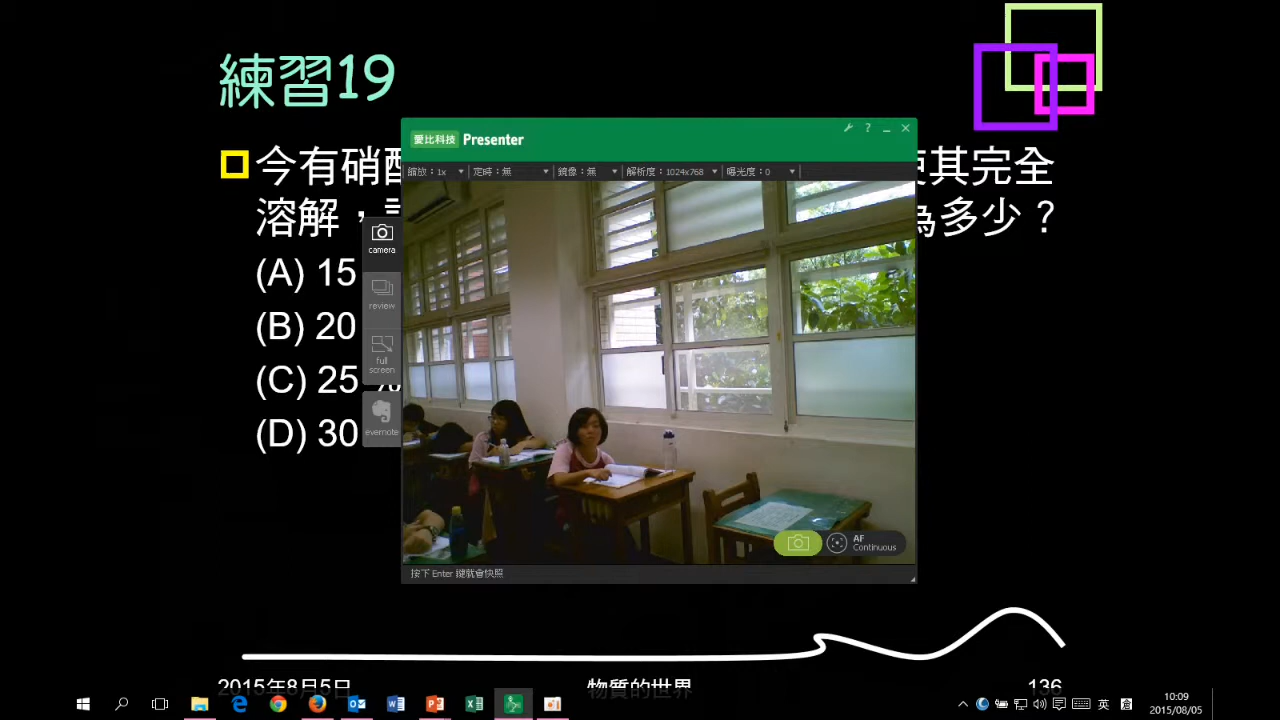 練習19
愛比科技 Presenter
今有硝
使其完全
縮放：1x 定時：無 鏡像：無 解析度：1024x768 曝光度：0
溶解，
為多少？
camera
(A) 15
review
(B) 20
full
screen
(C) 25 %
evernote
(D) 30
AF
Continuous
按下 Enter 鍵就會快照
2015年8月5日
物質的世界
136
英
10:09
2015/08/05